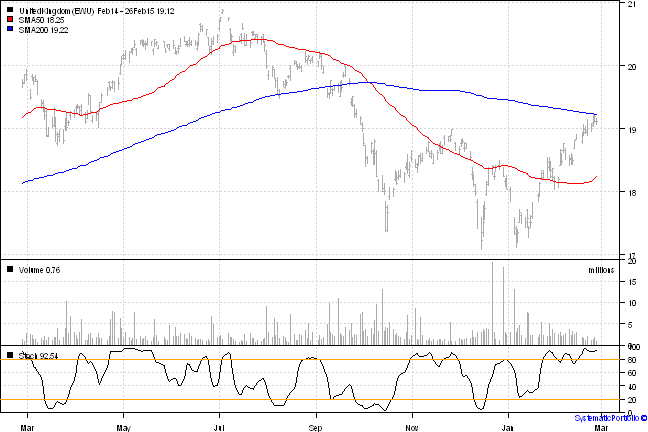 UnitedKingdom (EWU) Feb14 - 26Feb15 19.12
SMA50 18.25
SMA200 19.22
21
20
19
18
17
Volume 0.76
millions
20
15
10
5
0
Stoch 92.54
100
80
60
40
20
0
Mar May Jul Sep Nov Jan Mar
SystematicPortfolio ©